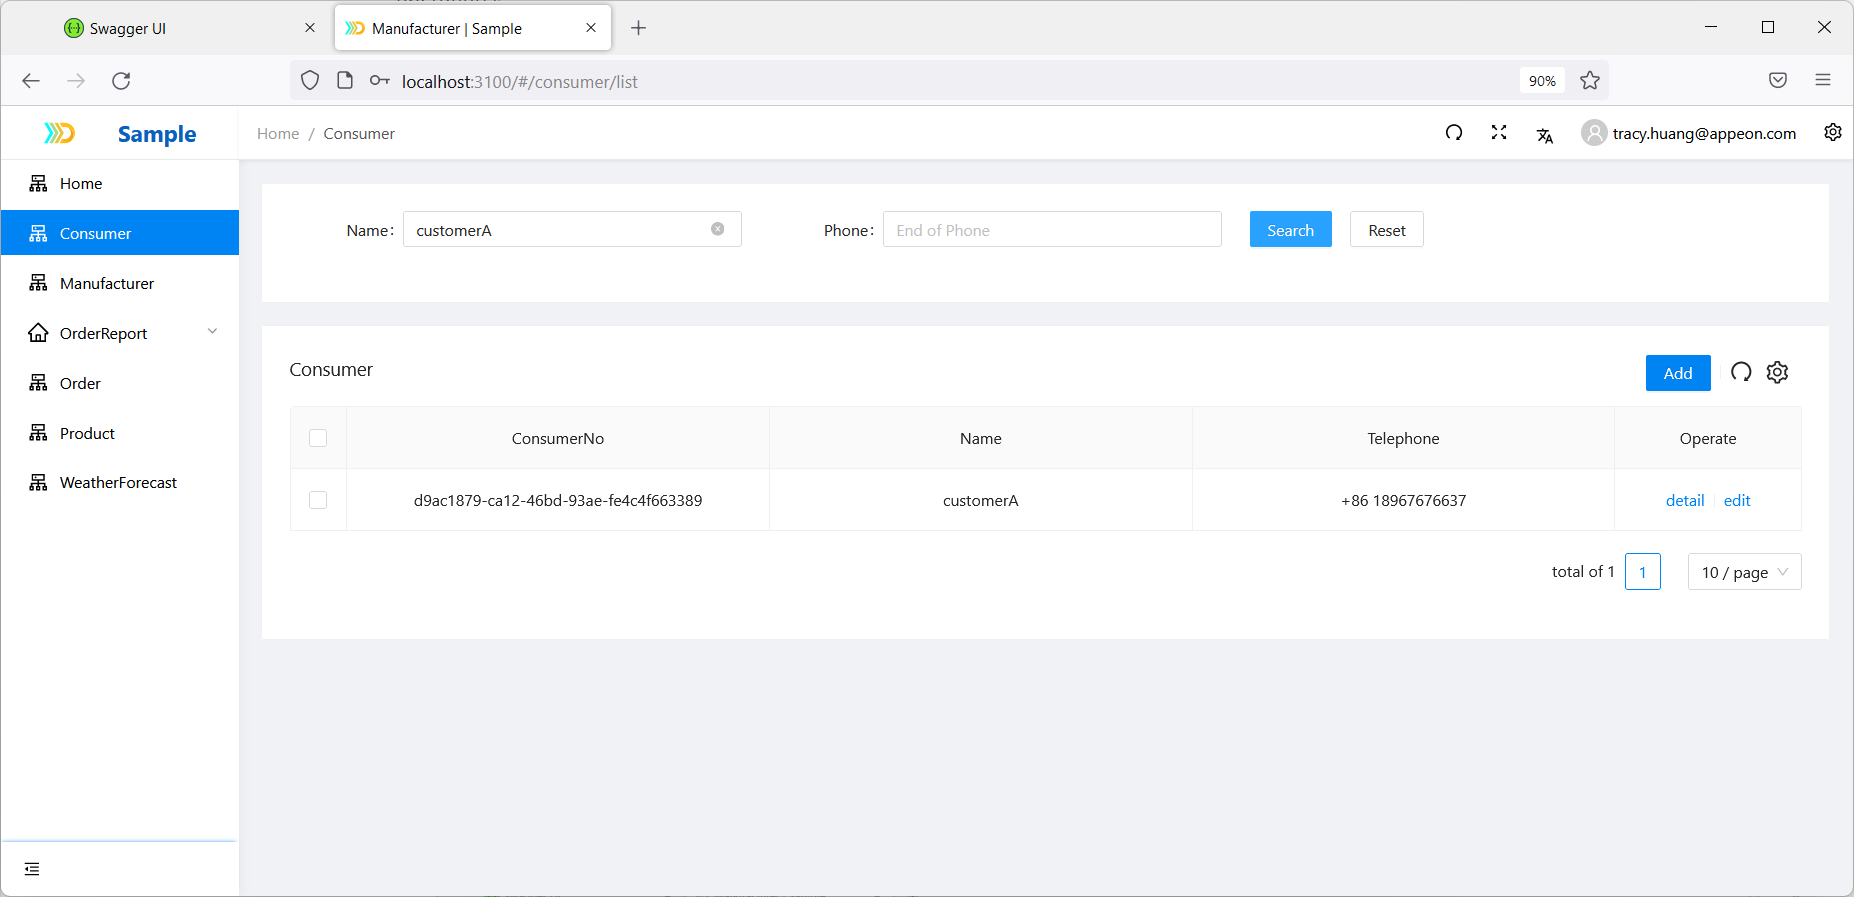 Swagger UI
Manufacturer | Sample
localhost:3100/#/consumer/list
90%
Sample
Home / Consumer
tracy.huang@appeon.com
Home
Consumer
Manufacturer
OrderReport
Order
Product
WeatherForecast
Name: customerA
Phone: End of Phone
Search
Reset
Consumer
Add
ConsumerNo Name Telephone Operate
d9ac1879-ca12-46bd-93ae-fe4c4f663389 customerA +86 18967676637 detail edit
total of 1 1 10 / page